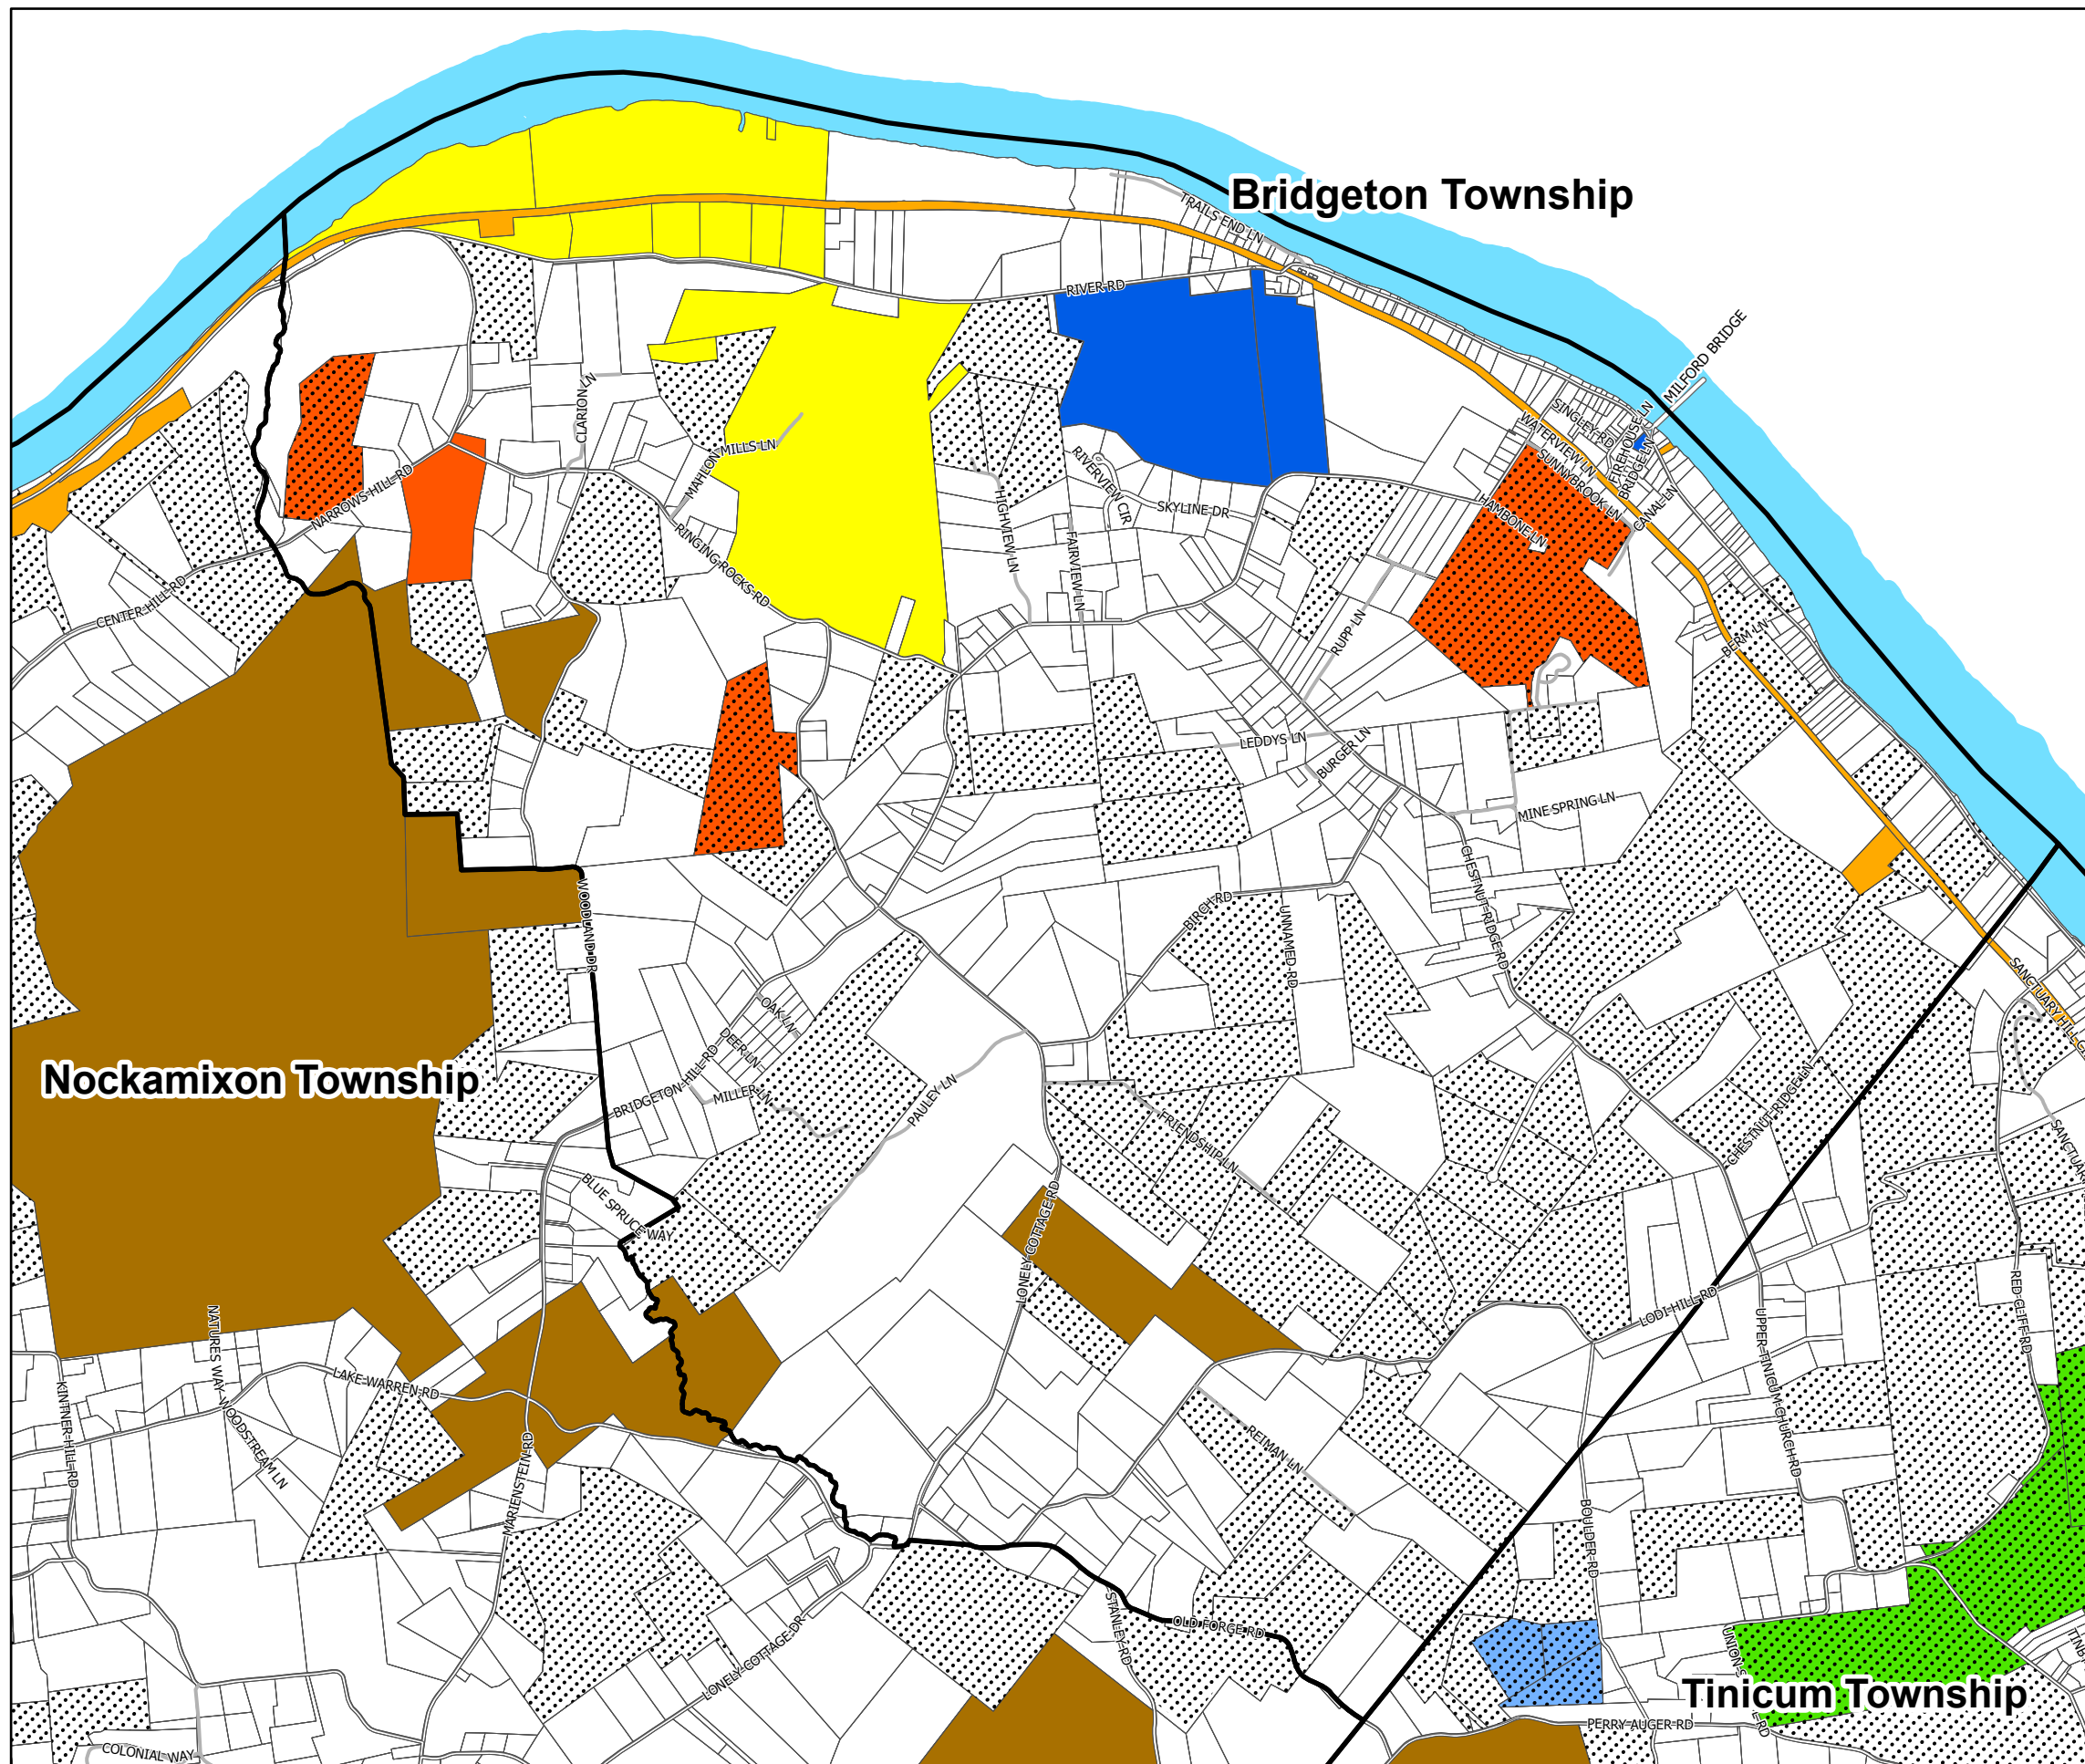 Bridgeton Township
TRAILS END LN
RIVER RD
MILFORD BRIDGE
CLARION LN
SINGLEY RD
FIREHOUSE LN
WATERVIEW LN
BRIDGE LN
SUNNYBROOK LN
CANAL LN
MAHLON MILLS LN
NARROWS HILL RD
RIVERVIEW CIR
SKYLINE DR
HAMBONE LN
HIGHVIEW LN
FAIRVIEW LN
RINGING ROCKS RD
CENTER HILL RD
RUPP LN
BERM LN
LEDDYS LN
BURGER LN
MINE SPRING LN
CHESTNUT RIDGE RD
WOODLAND DR
BIRCH RD
UNNAMED RD
SANCTUARY HILL
OAK LN
DEER LN
Nockamixon Township
BRIDGETON HILL RD
MILLER LN
PAULEY LN
FRIENDSHIP LN
CHESTNUT RIDGE LN
SANCTUAR
BLUE SPRUCE WAY
LONELY COTTAGE RD
LODI HILL RD
RED CLIFF RD
UPPER TINICUM CHURCH RD
NATURES WAY
LAKE WARREN RD
KINTNER HILL RD
WOODSTREAM LN
MARIENSTEIN RD
REIMAN LN
BOULDER RD
STANLEY RD
OLD FORGE RD
LONELY COTTAGE DR
Tinicum Township
PERRY AUGER RD
COLONIAL WAY